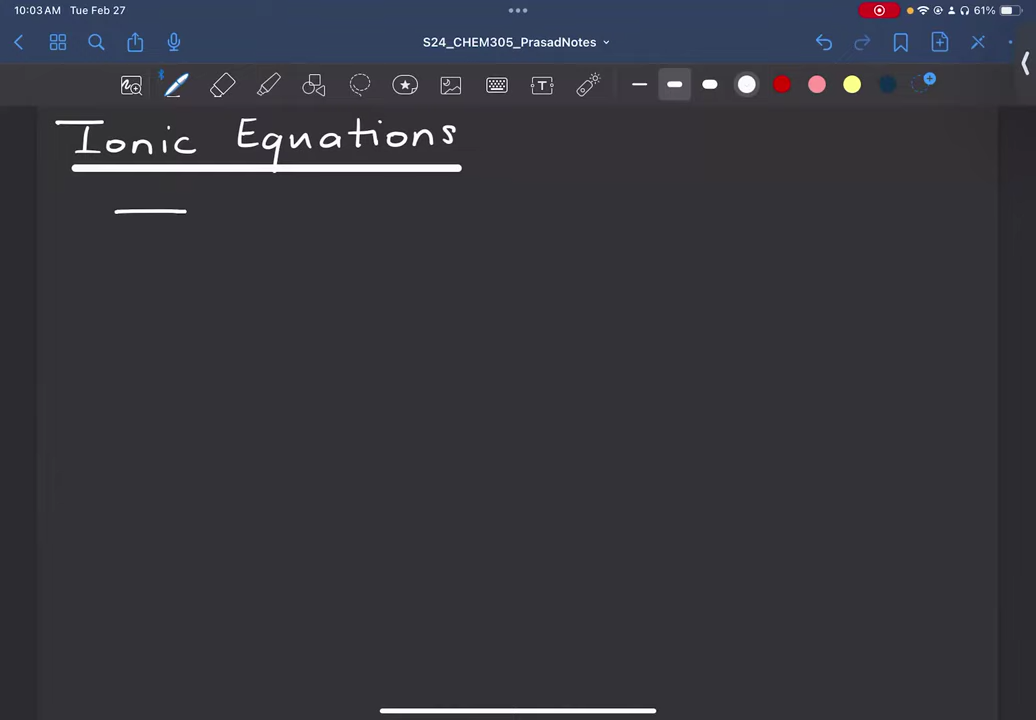 10:03 AM Tue Feb 27
61%
S24_CHEM305_PrasadNotes
Ionic Equations